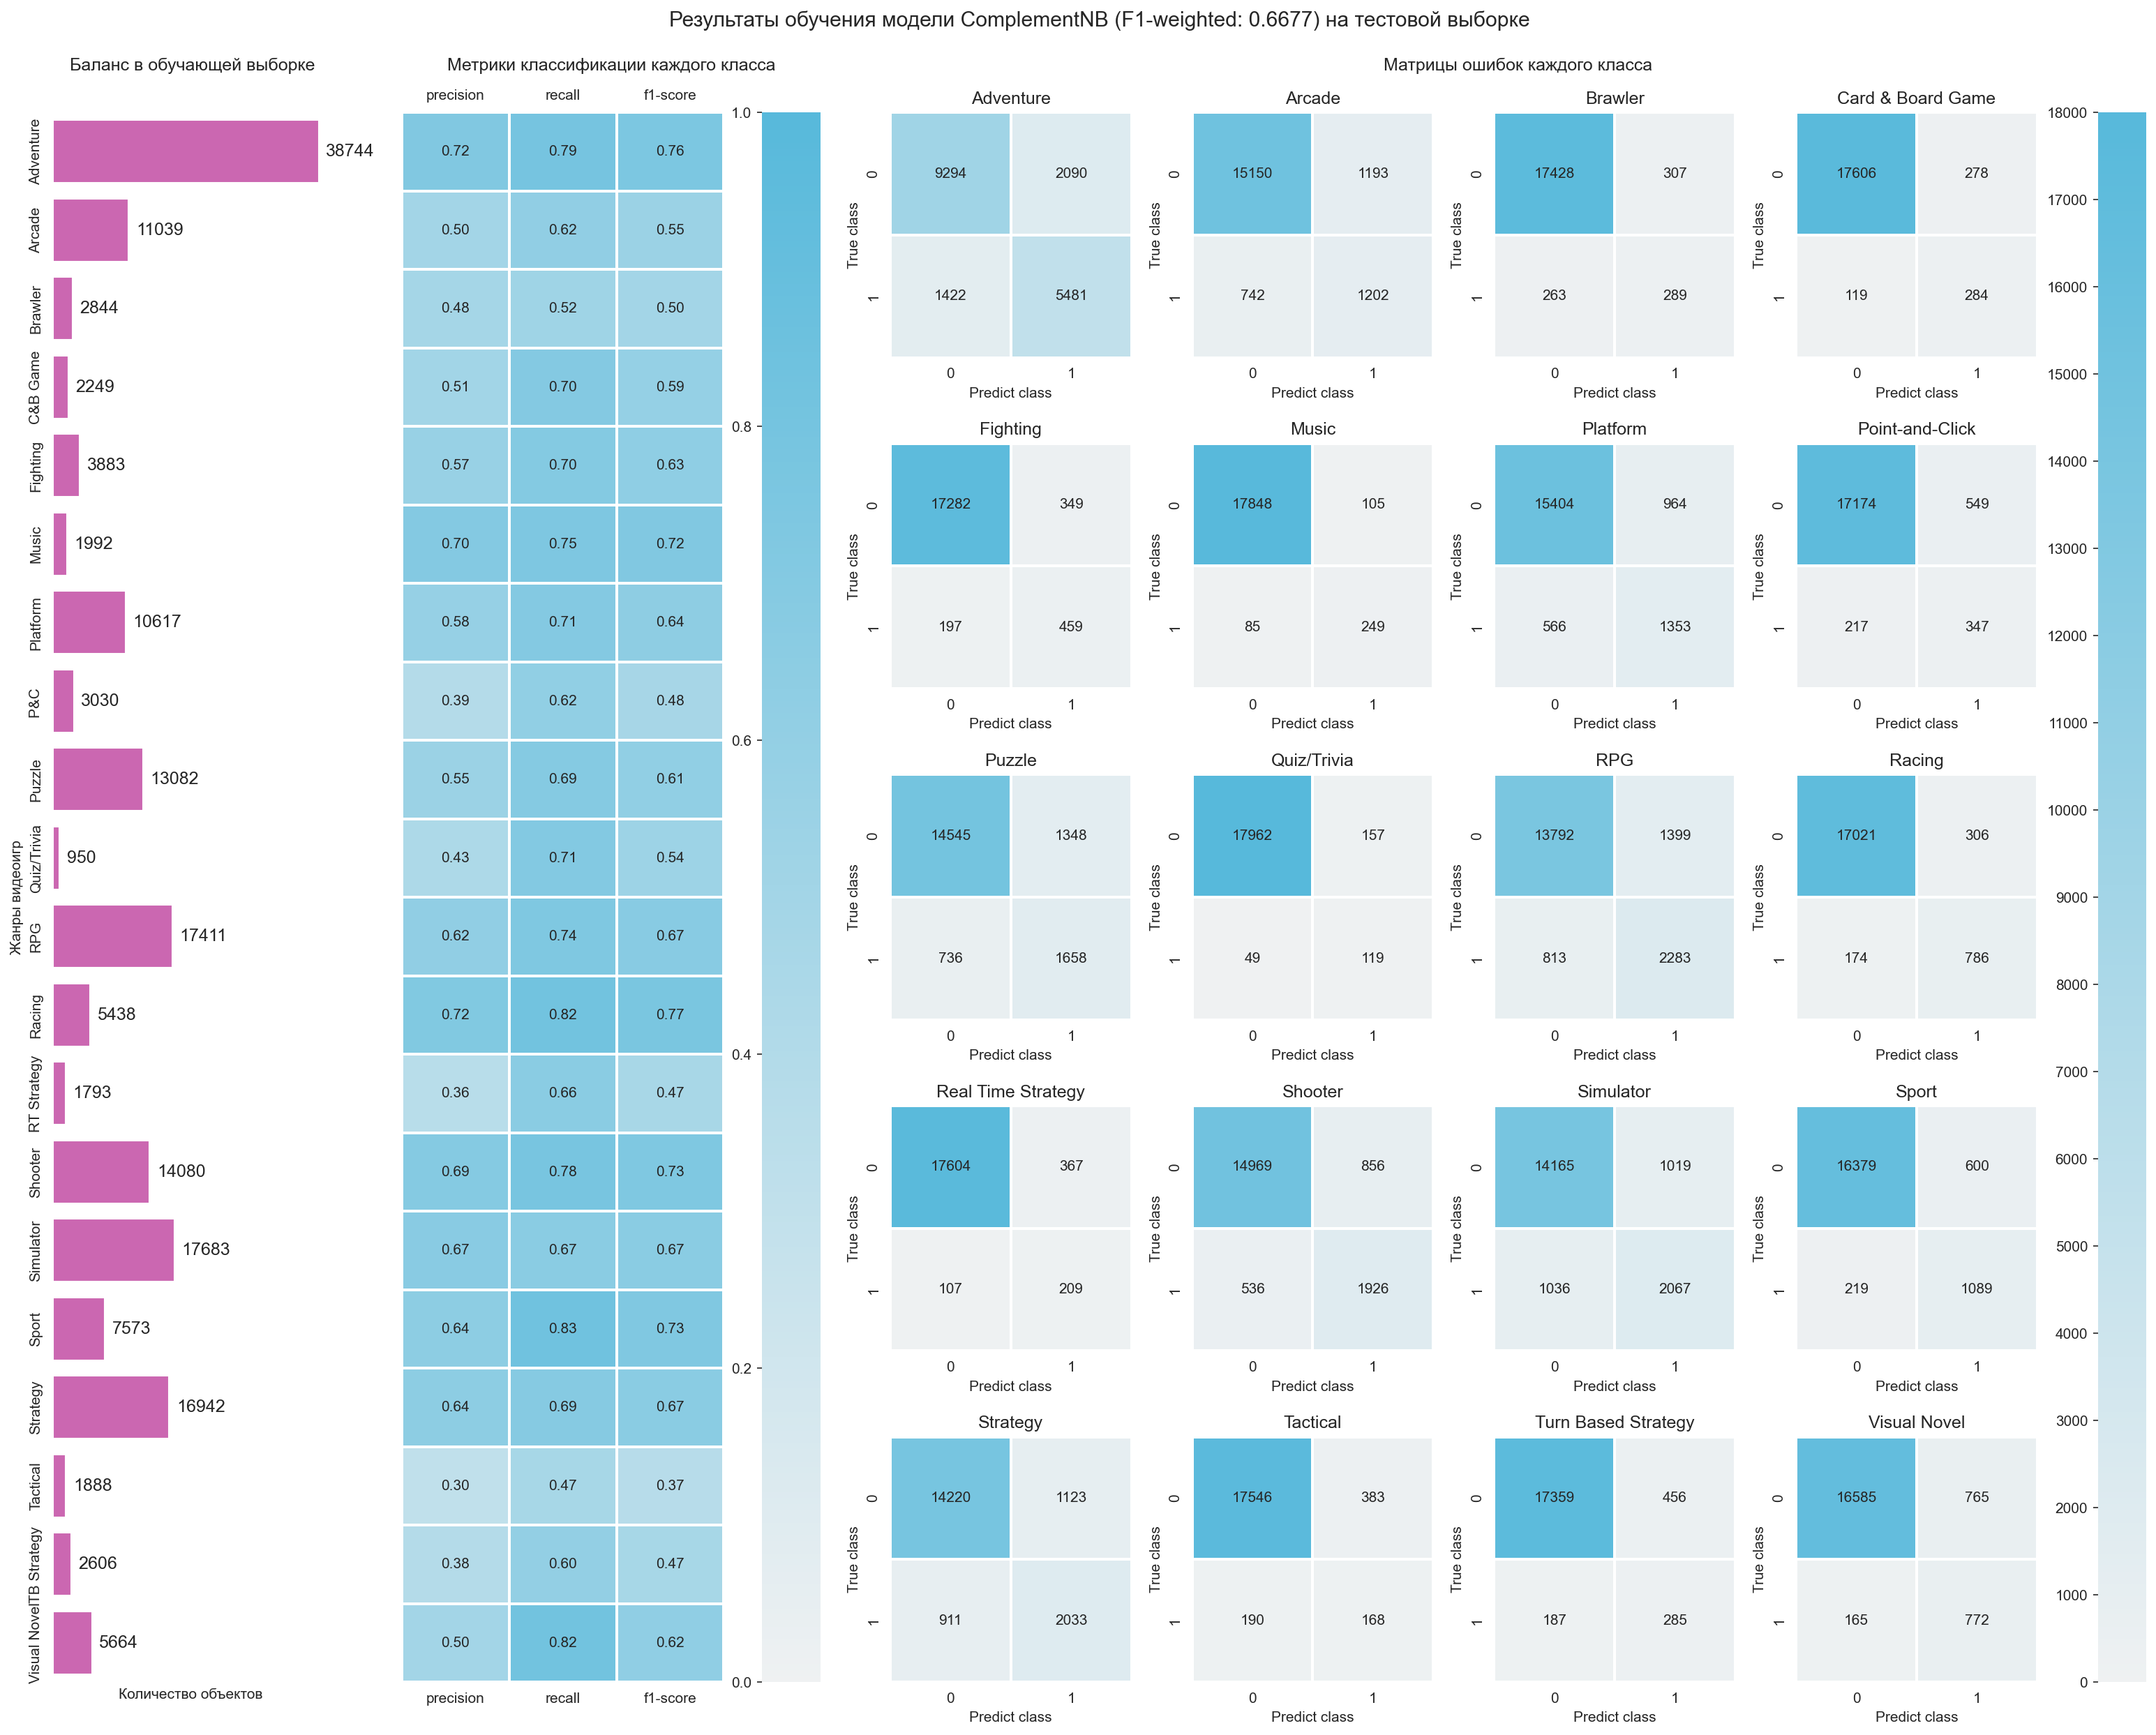 Результаты обучения модели ComplementNB (F1-weighted: 0.6677) на тестовой выборке
Баланс в обучающей выборке
Жанры видеоигр
Adventure 38744
Arcade 11039
Brawler 2844
C&B Game 2249
Fighting 3883
Music 1992
Platform 10617
P&C 3030
Puzzle 13082
Quiz/Trivia 950
RPG 17411
Racing 5438
RT Strategy 1793
Shooter 14080
Simulator 17683
Sport 7573
Strategy 16942
Tactical 1888
TB Strategy 2606
Visual Novel 5664
Количество объектов
Метрики классификации каждого класса
precision recall f1-score
0.72 0.79 0.76
0.50 0.62 0.55
0.48 0.52 0.50
0.51 0.70 0.59
0.57 0.70 0.63
0.70 0.75 0.72
0.58 0.71 0.64
0.39 0.62 0.48
0.55 0.69 0.61
0.43 0.71 0.54
0.62 0.74 0.67
0.72 0.82 0.77
0.36 0.66 0.47
0.69 0.78 0.73
0.67 0.67 0.67
0.64 0.83 0.73
0.64 0.69 0.67
0.30 0.47 0.37
0.38 0.60 0.47
0.50 0.82 0.62
precision recall f1-score
1.0
0.8
0.6
0.4
0.2
0.0
Матрицы ошибок каждого класса
Adventure
True class
0 9294 2090
1 1422 5481
0 1
Predict class
Arcade
True class
0 15150 1193
1 742 1202
0 1
Predict class
Brawler
True class
0 17428 307
1 263 289
0 1
Predict class
Card & Board Game
True class
0 17606 278
1 119 284
0 1
Predict class
Fighting
True class
0 17282 349
1 197 459
0 1
Predict class
Music
True class
0 17848 105
1 85 249
0 1
Predict class
Platform
True class
0 15404 964
1 566 1353
0 1
Predict class
Point-and-Click
True class
0 17174 549
1 217 347
0 1
Predict class
Puzzle
True class
0 14545 1348
1 736 1658
0 1
Predict class
Quiz/Trivia
True class
0 17962 157
1 49 119
0 1
Predict class
RPG
True class
0 13792 1399
1 813 2283
0 1
Predict class
Racing
True class
0 17021 306
1 174 786
0 1
Predict class
Real Time Strategy
True class
0 17604 367
1 107 209
0 1
Predict class
Shooter
True class
0 14969 856
1 536 1926
0 1
Predict class
Simulator
True class
0 14165 1019
1 1036 2067
0 1
Predict class
Sport
True class
0 16379 600
1 219 1089
0 1
Predict class
Strategy
True class
0 14220 1123
1 911 2033
0 1
Predict class
Tactical
True class
0 17546 383
1 190 168
0 1
Predict class
Turn Based Strategy
True class
0 17359 456
1 187 285
0 1
Predict class
Visual Novel
True class
0 16585 765
1 165 772
0 1
Predict class
18000
17000
16000
15000
14000
13000
12000
11000
10000
9000
8000
7000
6000
5000
4000
3000
2000
1000
0